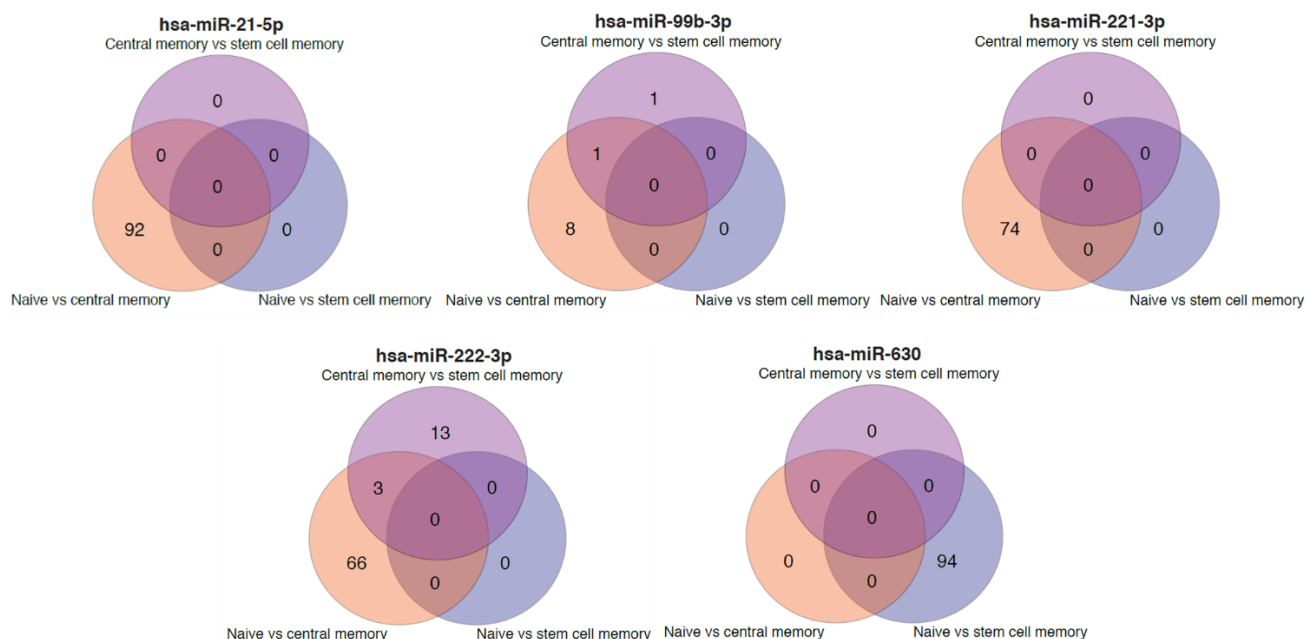 hsa-miR-21-5p
Central memory vs stem cell memory
0
0
0
0
92
0
0
Naive vs central memory
Naive vs stem cell memory
hsa-miR-99b-3p
Central memory vs stem cell memory
1
1
0
0
8
0
0
Naive vs central memory
Naive vs stem cell memory
hsa-miR-221-3p
Central memory vs stem cell memory
0
0
0
0
74
0
0
Naive vs central memory
Naive vs stem cell memory
hsa-miR-222-3p
Central memory vs stem cell memory
13
3
0
0
66
0
0
Naive vs central memory
Naive vs stem cell memory
hsa-miR-630
Central memory vs stem cell memory
0
0
0
0
0
94
0
Naive vs central memory
Naive vs stem cell memory